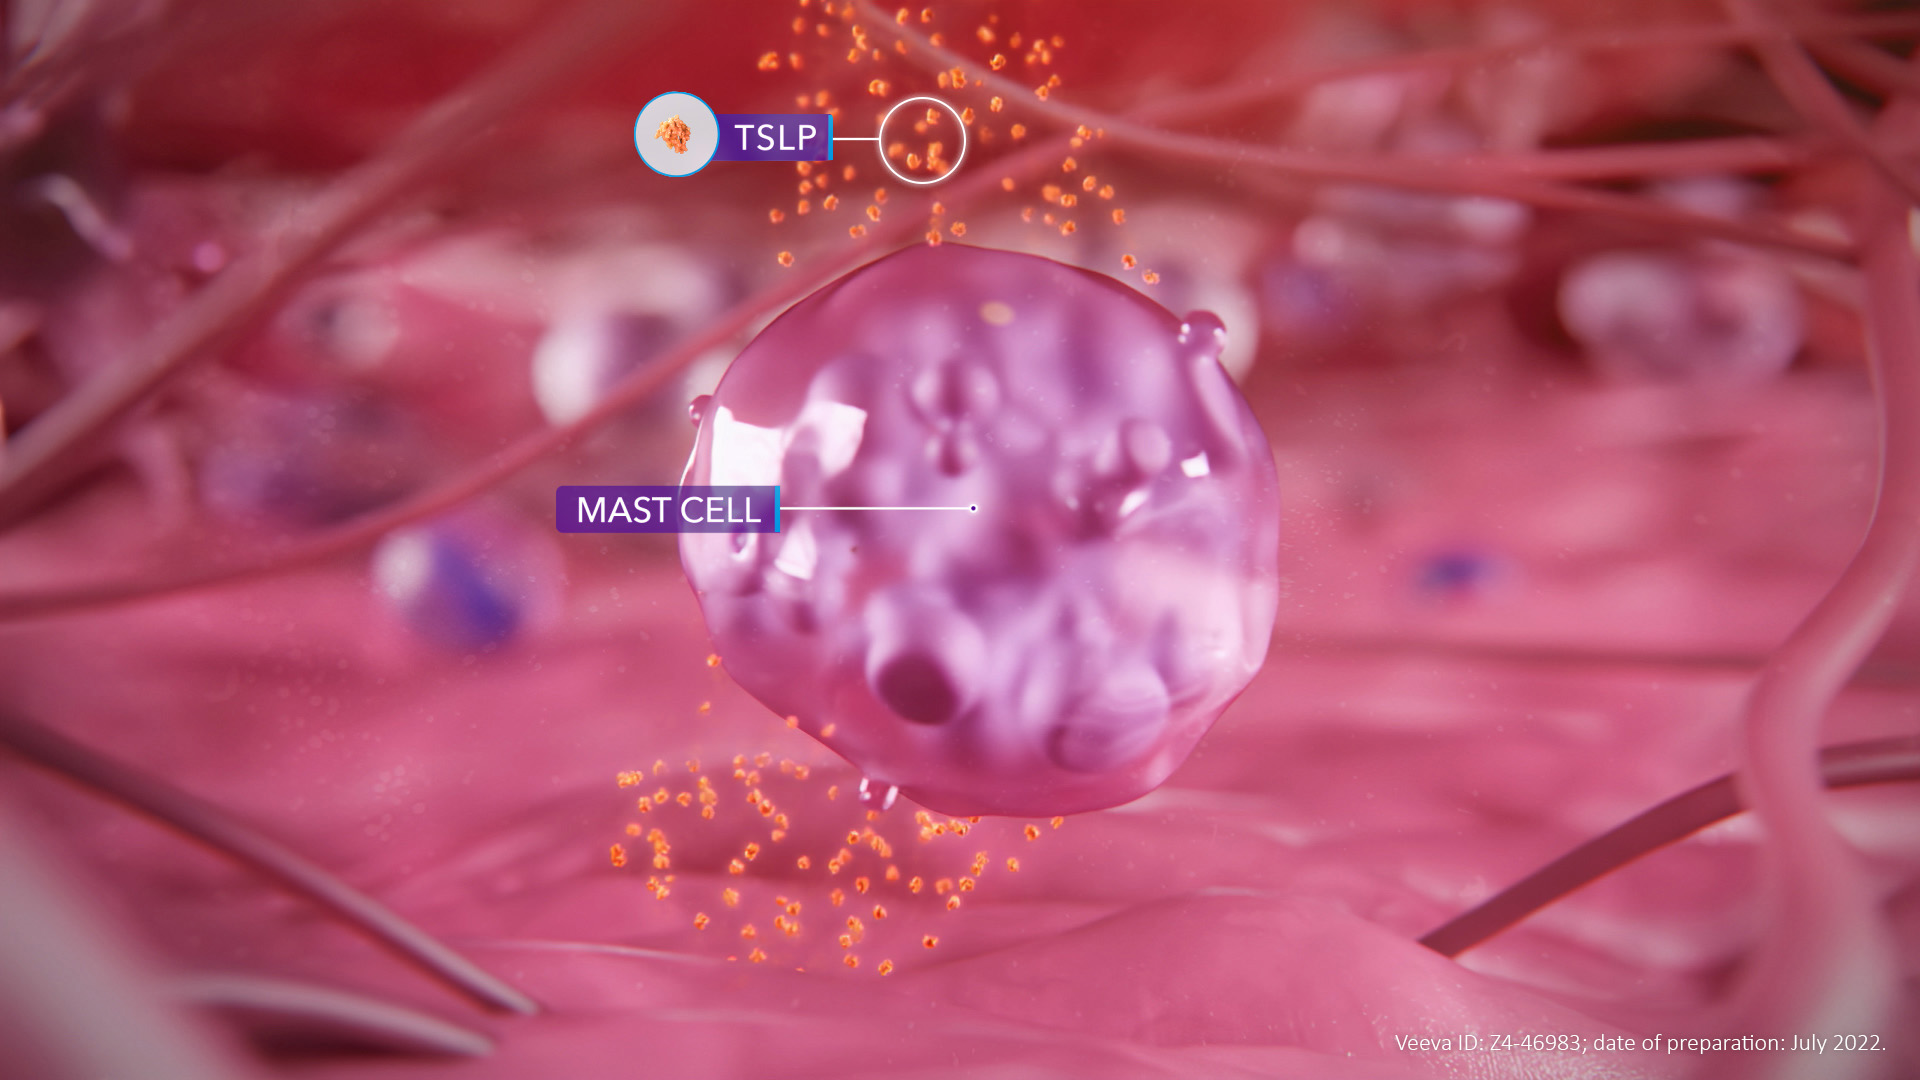 TSLP
MAST CELL
Veeva ID: Z4-46983; date of preparation: July 2022.